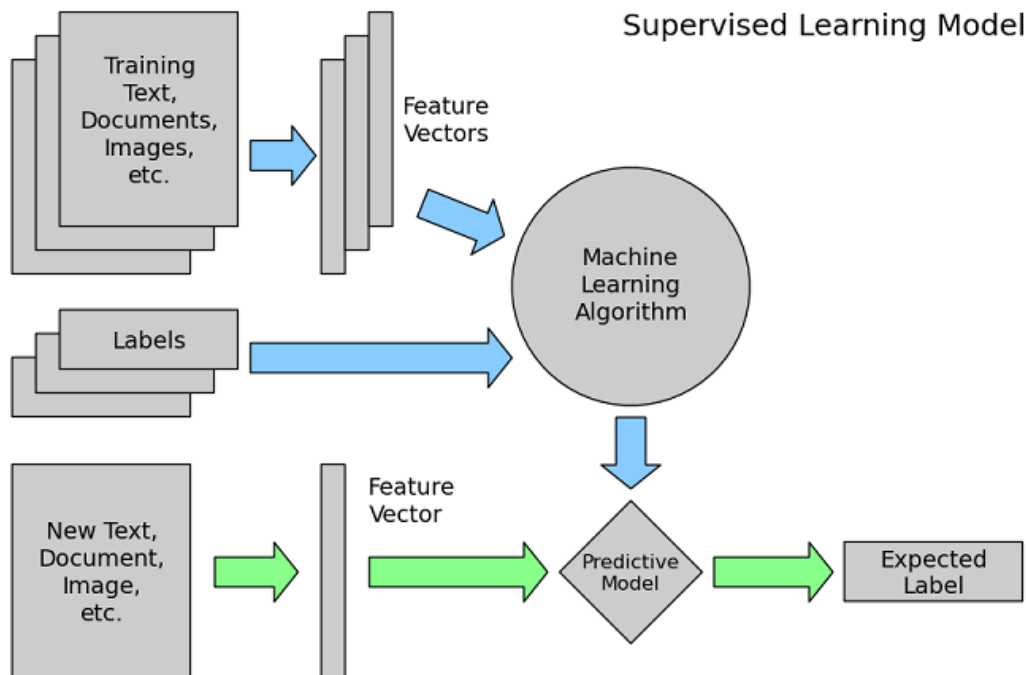 Supervised Learning Model
Training
Text,
Documents,
Images,
etc.
Feature
Vectors
Machine
Learning
Algorithm
Labels
New Text,
Document,
Image,
etc.
Feature
Vector
Predictive
Model
Expected
Label